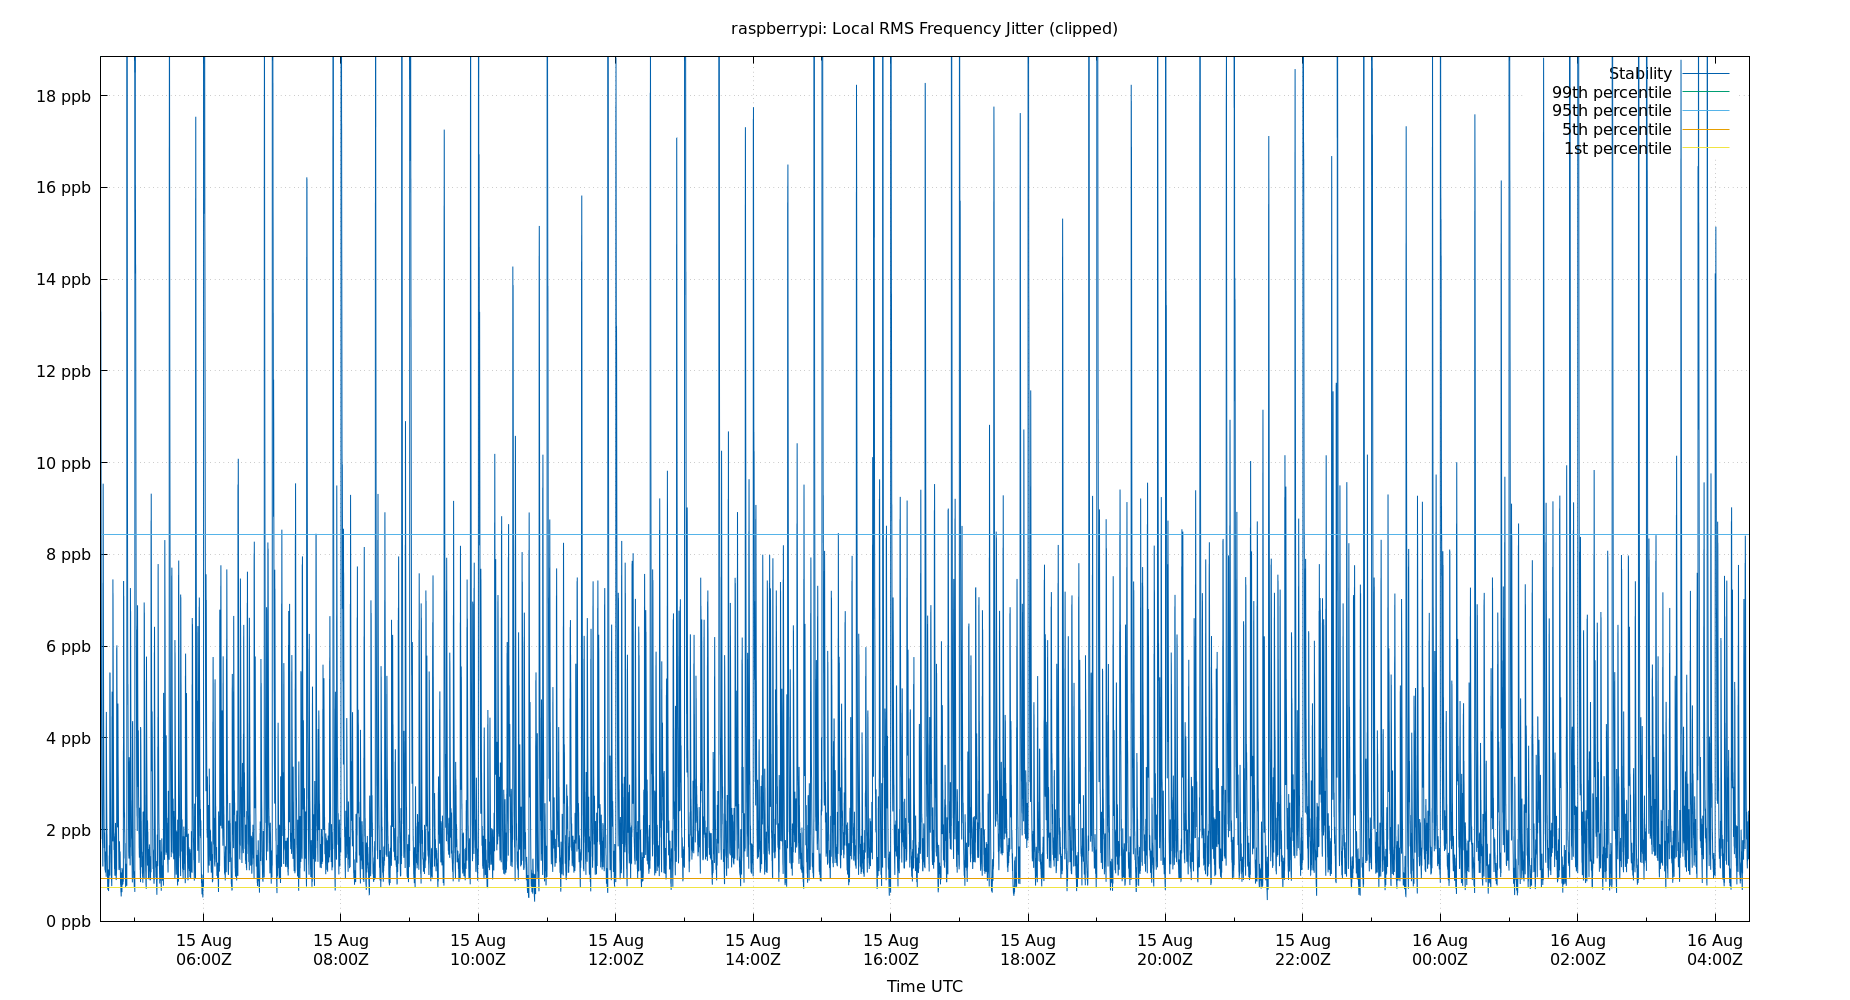 raspberrypi: Local RMS Frequency Jitter (clipped)
Stability
99th percentile
95th percentile
5th percentile
1st percentile
18 ppb
16 ppb
14 ppb
12 ppb
10 ppb
8 ppb
6 ppb
4 ppb
2 ppb
0 ppb
15 Aug 15 Aug 15 Aug 15 Aug 15 Aug 15 Aug 15 Aug 15 Aug 15 Aug 16 Aug 16 Aug 16 Aug
06:00Z 08:00Z 10:00Z 12:00Z 14:00Z 16:00Z 18:00Z 20:00Z 22:00Z 00:00Z 02:00Z 04:00Z
Time UTC